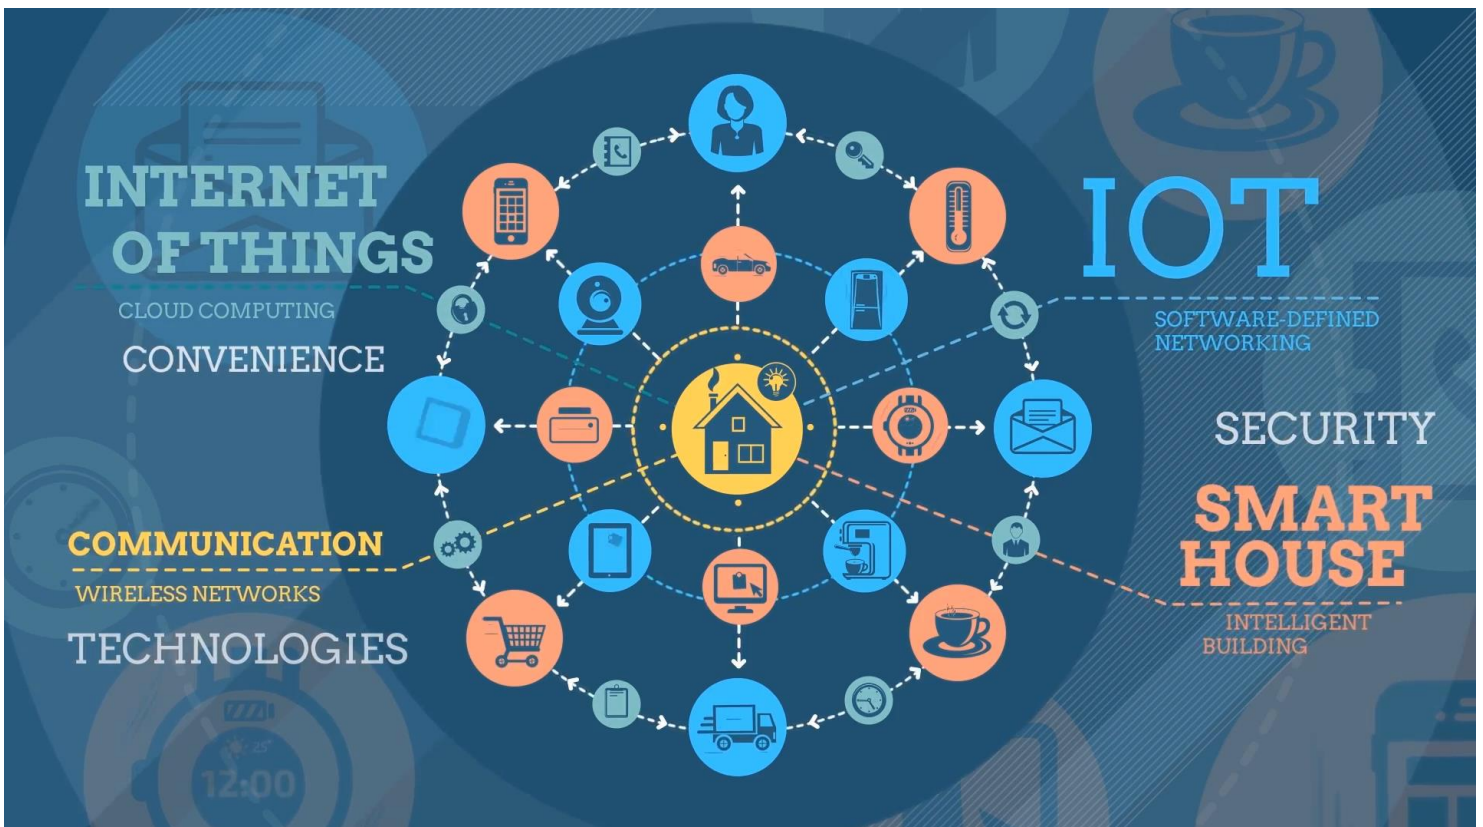 INTERNET
OF THINGS
CLOUD COMPUTING
CONVENIENCE
COMMUNICATION
WIRELESS NETWORKS
TECHNOLOGIES
IOT
SOFTWARE-DEFINED
NETWORKING
SECURITY
SMART
HOUSE
INTELLIGENT
BUILDING
25°
12:00